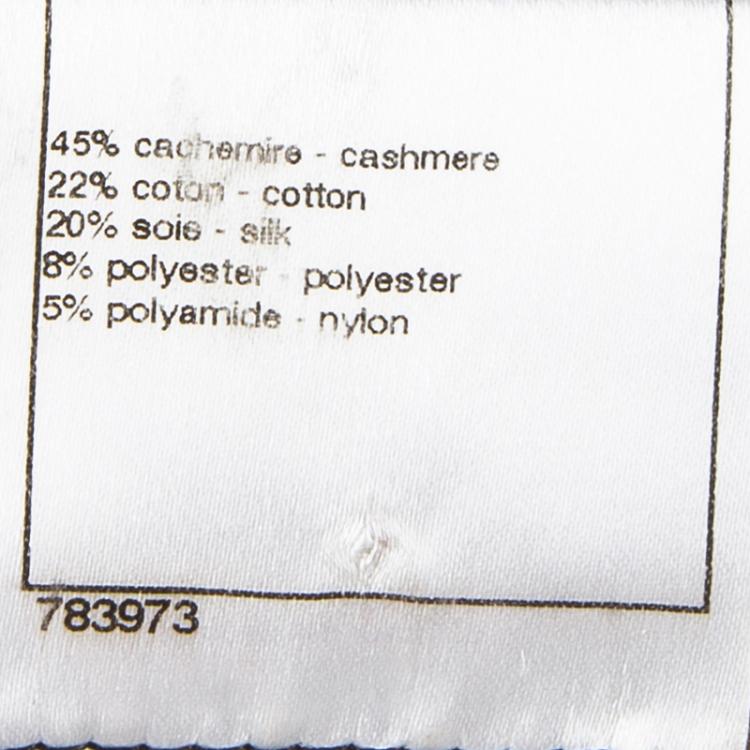 45% cachemire - cashmere
22% coton - cotton
20% soie - silk
8% polyester - polyester
5% polyamide - nylon
783973